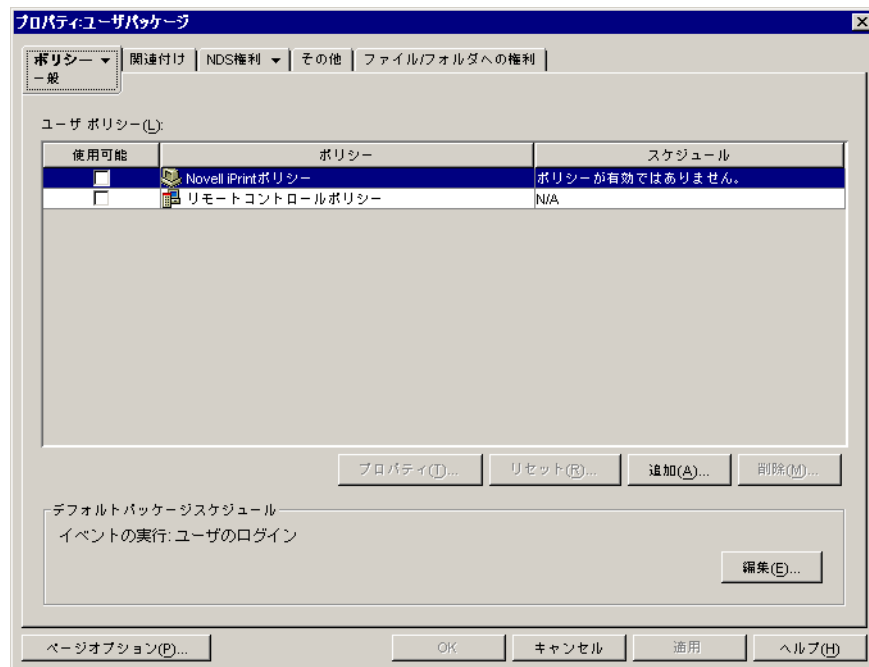 プロパティ:ユーザパッケージ
ポリシー 関連付け NDS権利 その他 ファイル/フォルダへの権利
一般
ユーザ ポリシー(L):
使用可能 ポリシー スケジュール
Novell iPrintポリシー ポリシーが有効ではありません。
リモートコントロールポリシー N/A
プロパティ(T)... リセット(R)... 追加(A)... 削除(M)...
デフォルトパッケージスケジュール
イベントの実行: ユーザのログイン
編集(E)...
ページオプション(P)... OK キャンセル 適用 ヘルプ(H)